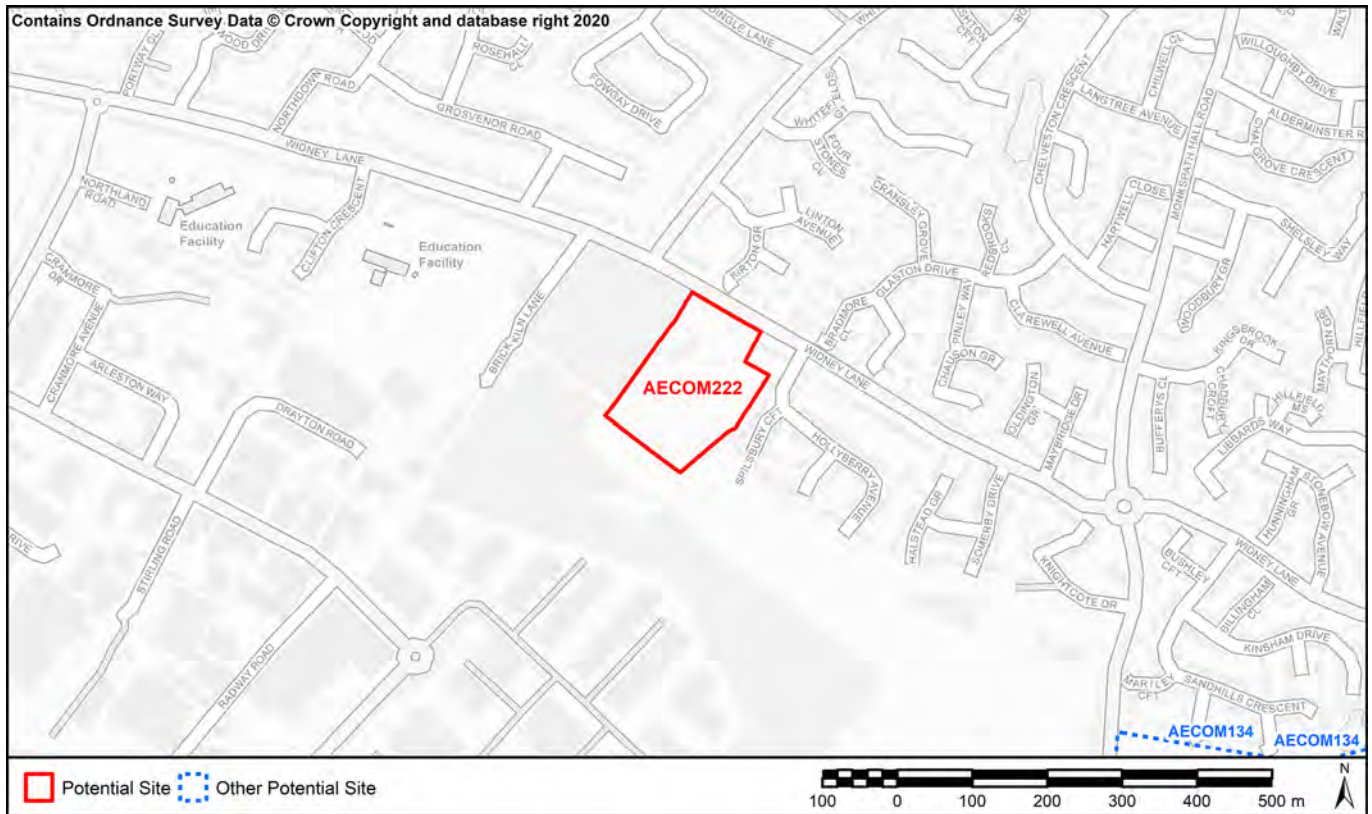 Contains Ordnance Survey Data © Crown Copyright and database right 2020
DINGLE LANE
ROSEHALL
CL
FOWGAY DRIVE
NORTHDOWN
ROAD
GROSVENOR ROAD
WIDNEY LANE
WHITEFIELDS
GT
FOUR
STONES
CL
CHELVESTON CRESCENT
LANGTREE AVENUE
CHILWELL CL
WILLOUGHBY DRIVE
ALDERMINSTER R
GROVE CRESCENT
MONKSPATH HALL ROAD
HARTWELL
CLOSE
SHELSLEY
WAY
WOODBURY GR
NORTHLAND
ROAD
Education
Facility
CLIFTON CRESCENT
Education
Facility
CRANSLEY GROVE
LINTON
AVENUE
KIRTON GR
REDBROOKS
CL
GLASTON DRIVE
BRADMORE
CL
PINLEY WAY
CHALSON GR
CLAREWELL AVENUE
CRANMORE
DR
CRANMORE AVENUE
ARLESTON WAY
DRAYTON ROAD
BRICK KILN LANE
AECOM222
WIDNEY LANE
SPILSBURY CFT
HOLLYBERRY
AVENUE
OLDINGTON
GR
MAYBRIDGE DR
KINGSBROOK
DR
CHADBURY
CROFT
BUFFERYS CL
HILLFIELD
MS
LIBBARDS WAY
HUNNINGHAM
GR
STONEBOW AVENUE
HALSTEAD GR
SOMERBY DRIVE
STIRLING ROAD
RADWAY ROAD
KNIGHTCOTE DR
BUSHLEY
CFT
WIDNEY LANE
BILLINGHAM
CL
KINSHAM DRIVE
MARTLEY
CFT
SANDHILLS CRESCENT
AECOM134
AECOM134
Potential Site
Other Potential Site
100 0 100 200 300 400 500 m
N